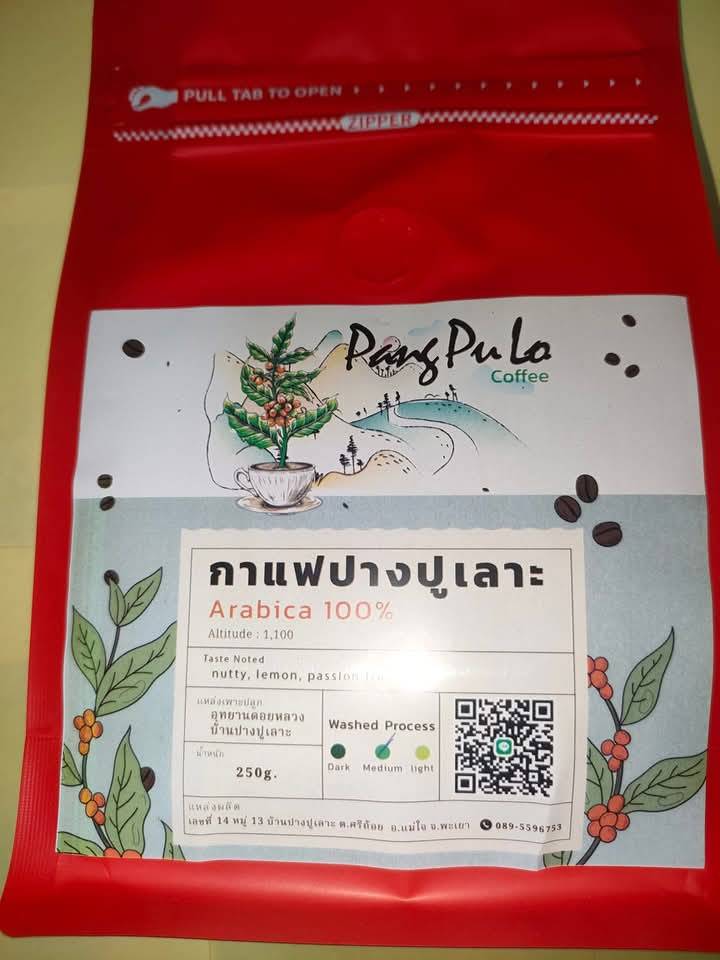 PULL TAB TO OPEN
ZIPPER
Pang Pu Lo
Coffee
กาแฟปางปูเลาะ
Arabica 100%
Altitude : 1,100
Taste Noted
nutty, lemon, passion
แหล่งเพาะปลูก
อุทยานดอยหลวง
บ้านปางปูเลาะ
น้ำหนัก
250g.
Washed Process
Dark Medium light
แหล่งผลิต
เลขที่ 14 หมู่ 13 บ้านปางปูเลาะ ต.ศรีถ้อย อ.แม่ใจ จ.พะเยา 089-5596753